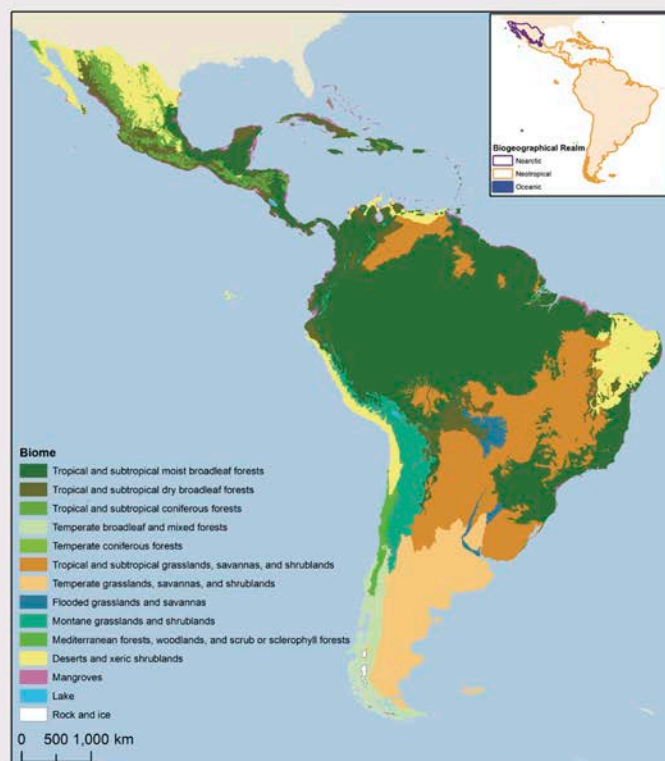 Biogeographical Realm
Nearctic
Neotropical
Oceanic
Biome
Tropical and subtropical moist broadleaf forests
Tropical and subtropical dry broadleaf forests
Tropical and subtropical coniferous forests
Temperate broadleaf and mixed forests
Temperate coniferous forests
Tropical and subtropical grasslands, savannas, and shrublands
Temperate grasslands, savannas, and shrublands
Flooded grasslands and savannas
Montane grasslands and shrublands
Mediterranean forests, woodlands, and scrub or sclerophyll forests
Deserts and xeric shrublands
Mangroves
Lake
Rock and ice
0 500 1,000 km